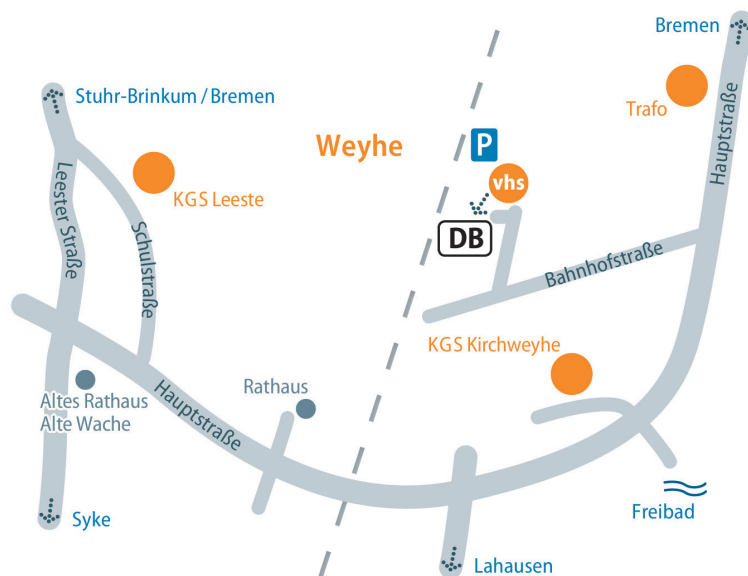 Bremen
Stuhr-Brinkum / Bremen
Trafo
Hauptstraße
Weyhe
P
vhs
KGS Leeste
Leester Straße
Schulstraße
DB
Bahnhofstraße
KGS Kirchweyhe
Altes Rathaus
Alte Wache
Hauptstraße
Rathaus
Syke
Freibad
Lahausen